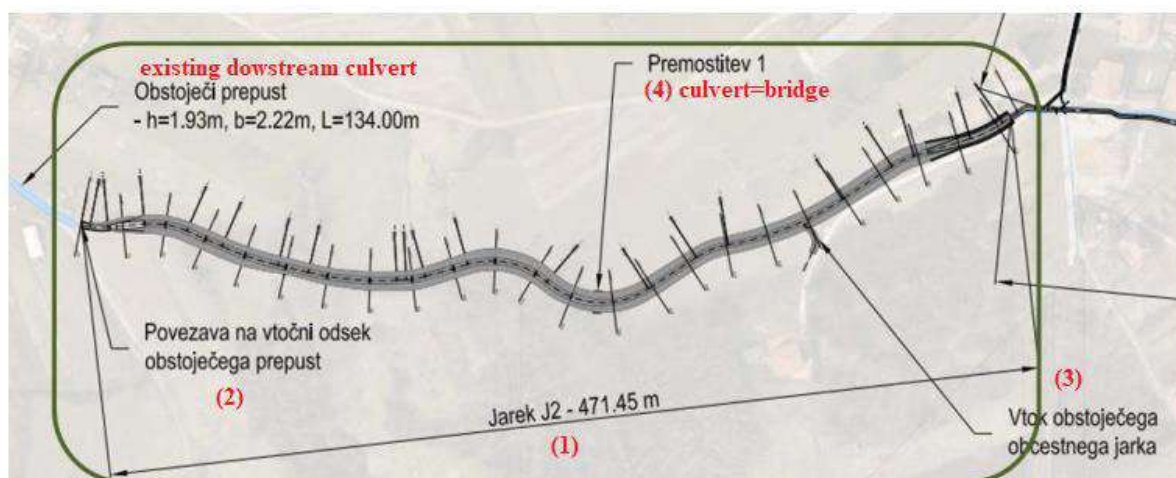 existing dowstream culvert
Obstoječi prepust
- h=1.93m, b=2.22m, L=134.00m
Premostitev 1
(4) culvert=bridge
Povezava na vtočni odsek
obstoječega prepust
(2)
Jarek J2 - 471.45 m
(1)
(3)
Vtok obstoječega
obcestnega jarka